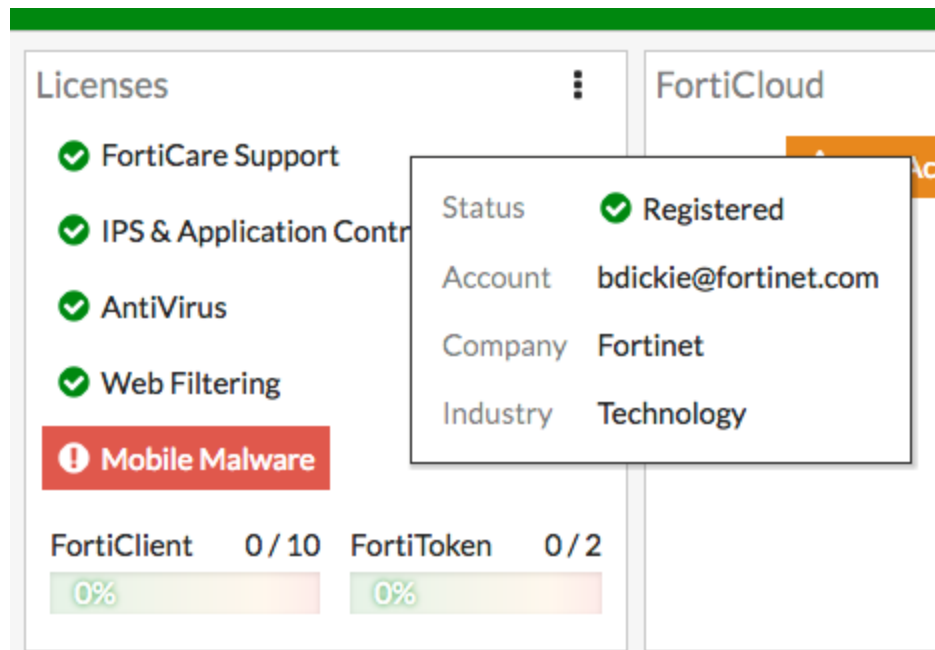 Licenses
FortiCloud
FortiCare Support
IPS & Application Contr
AntiVirus
Web Filtering
Mobile Malware
Status Registered
Account bdickie@fortinet.com
Company Fortinet
Industry Technology
FortiClient 0 / 10 FortiToken 0 / 2
0% 0%